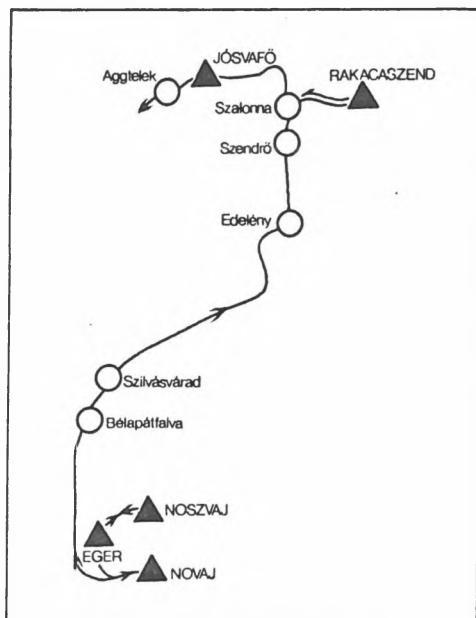 JÓSVAFŐ
Aggtelek
RAKACASZEND
Szalonna
Szendrő
Edelény
Szilvásvárad
Bélapátfalva
NOSZVAJ
EGER
NOVAJ